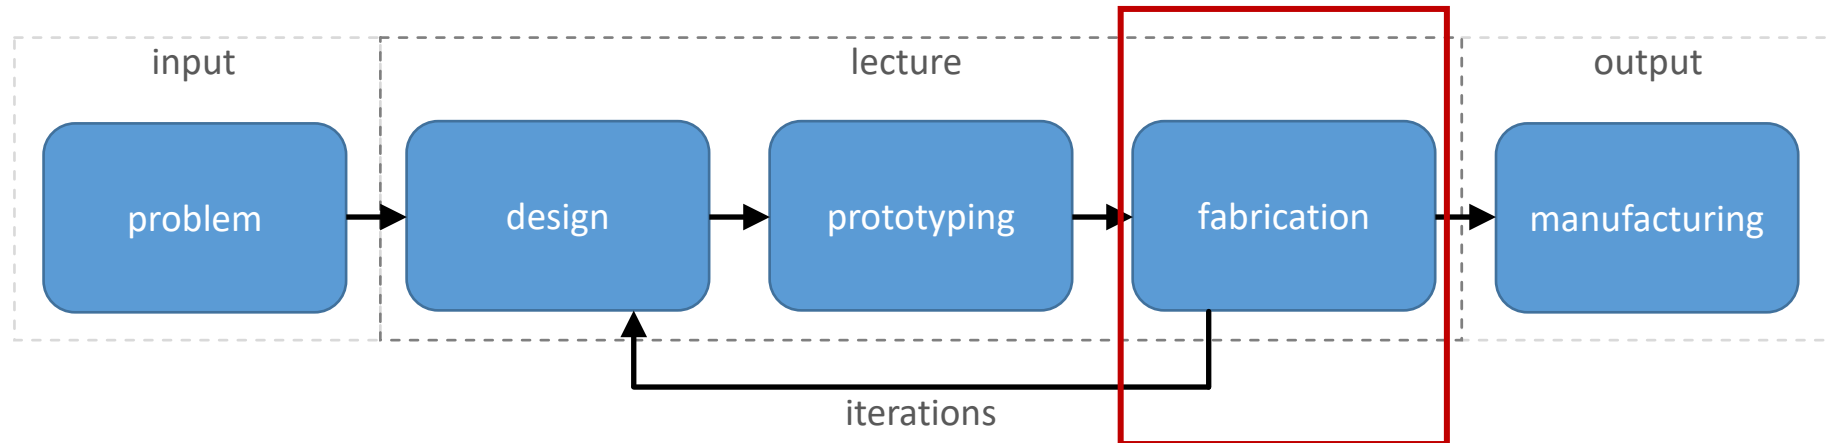 input
lecture
output
problem
design
prototyping
fabrication
manufacturing
iterations